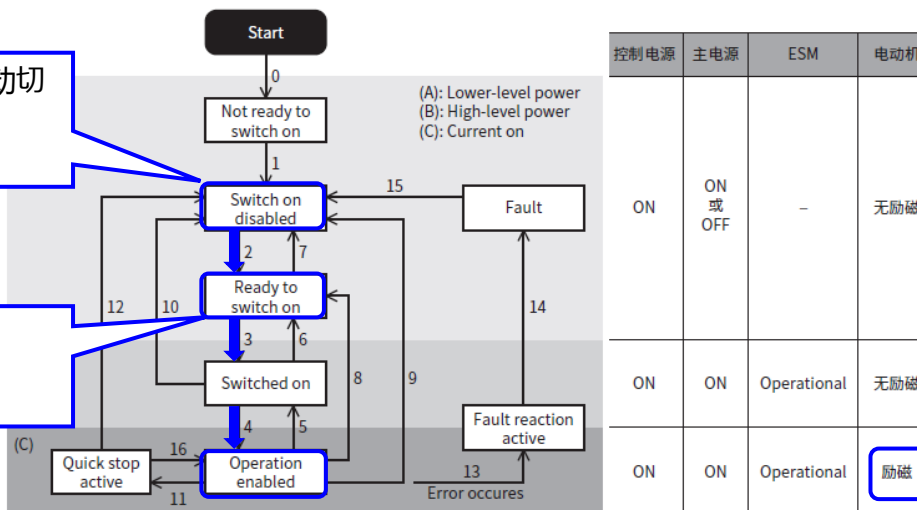 Start
动切
0
Not ready to
switch on
(A): Lower-level power
(B): High-level power
(C): Current on
1
15
Switch on
disabled
Fault
2
7
Ready to
switch on
12
10
14
3
6
Switched on
8
9
4
5
Fault reaction
active
(C)
16
Quick stop
active
Operation
enabled
13
Error occures
11
控制电源 主电源 ESM 电动机
ON ON 或 OFF – 无励磁
ON ON Operational 无励磁
ON ON Operational 励磁